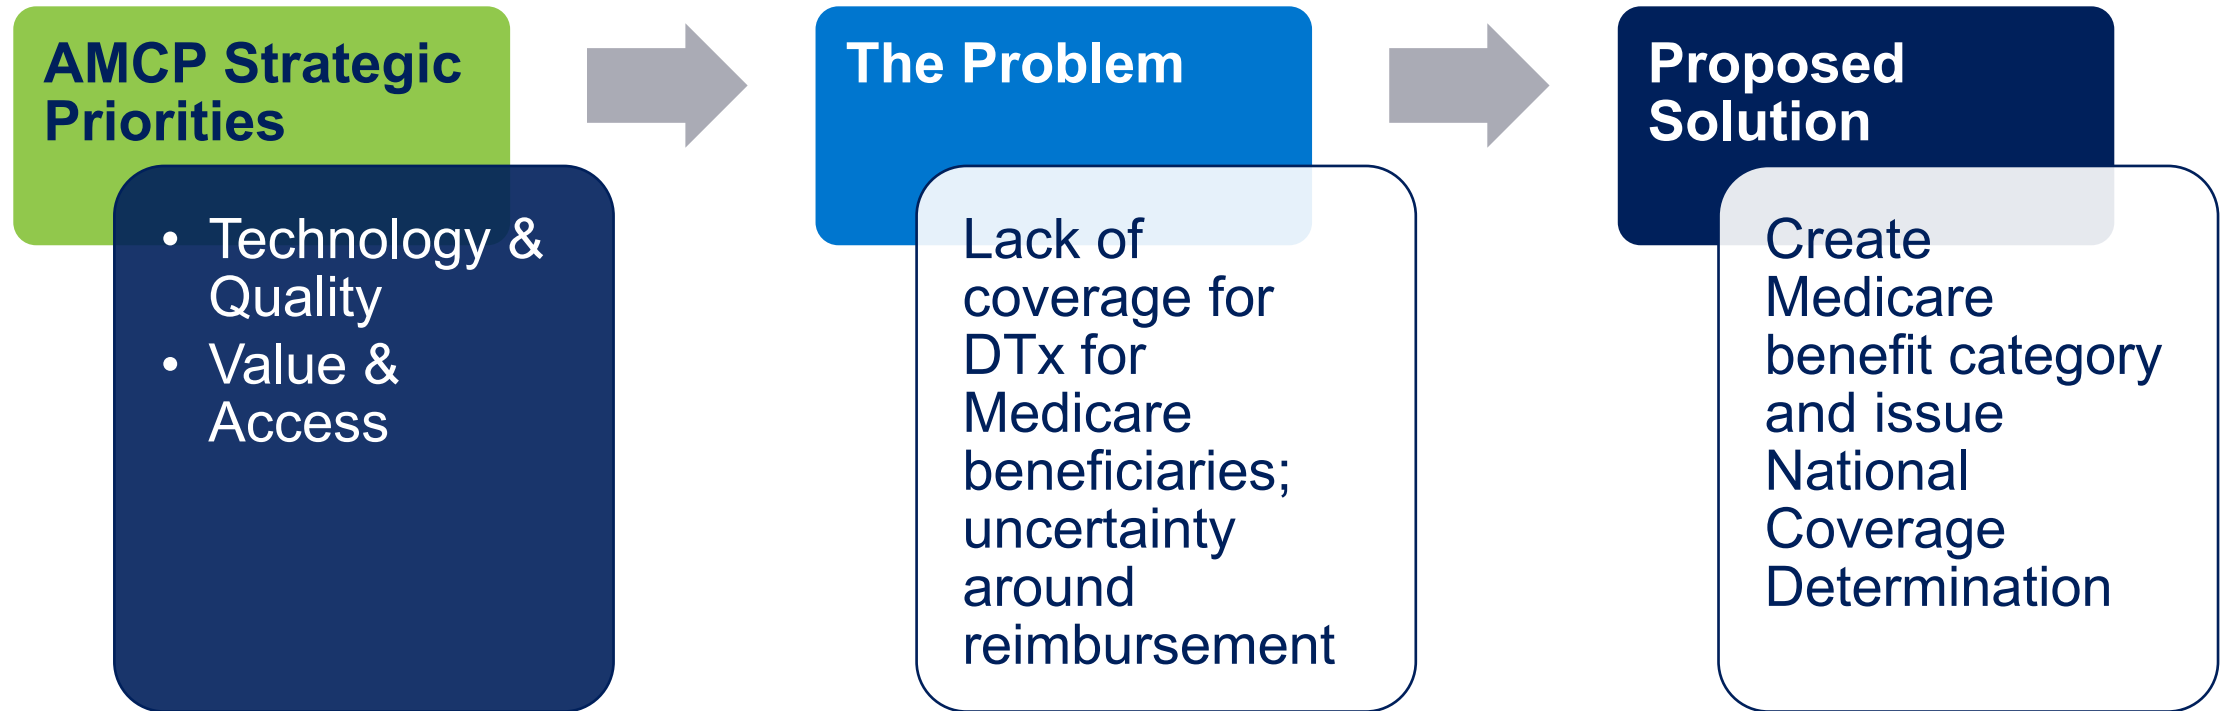 AMCP Strategic
Priorities
• Technology &
Quality
• Value &
Access
The Problem
Lack of
coverage for
DTx for
Medicare
beneficiaries;
uncertainty
around
reimbursement
Proposed
Solution
Create
Medicare
benefit category
and issue
National
Coverage
Determination